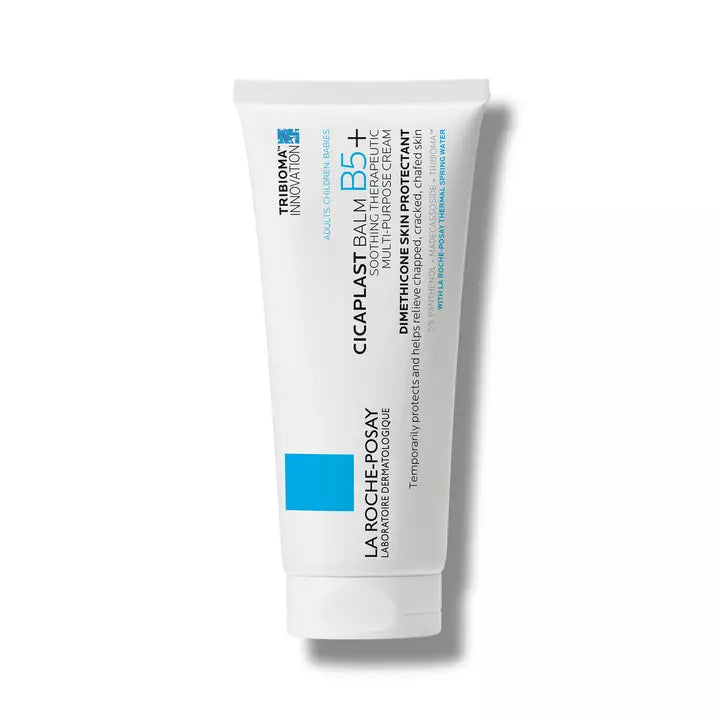 TRIBIOMA™
INNOVATION
ADULTS, CHILDREN, BABIES
CICAPLAST BALM B5+
SOOTHING THERAPEUTIC
MULTI-PURPOSE CREAM
DIMETHICONE SKIN PROTECTANT
Temporarily protects and helps relieve chapped, cracked, chafed skin
5% PANTHENOL + MADECASSOSIDE + TRIBIOMA™
WITH LA ROCHE-POSAY THERMAL SPRING WATER
LA ROCHE-POSAY
LABORATOIRE DERMATOLOGIQUE